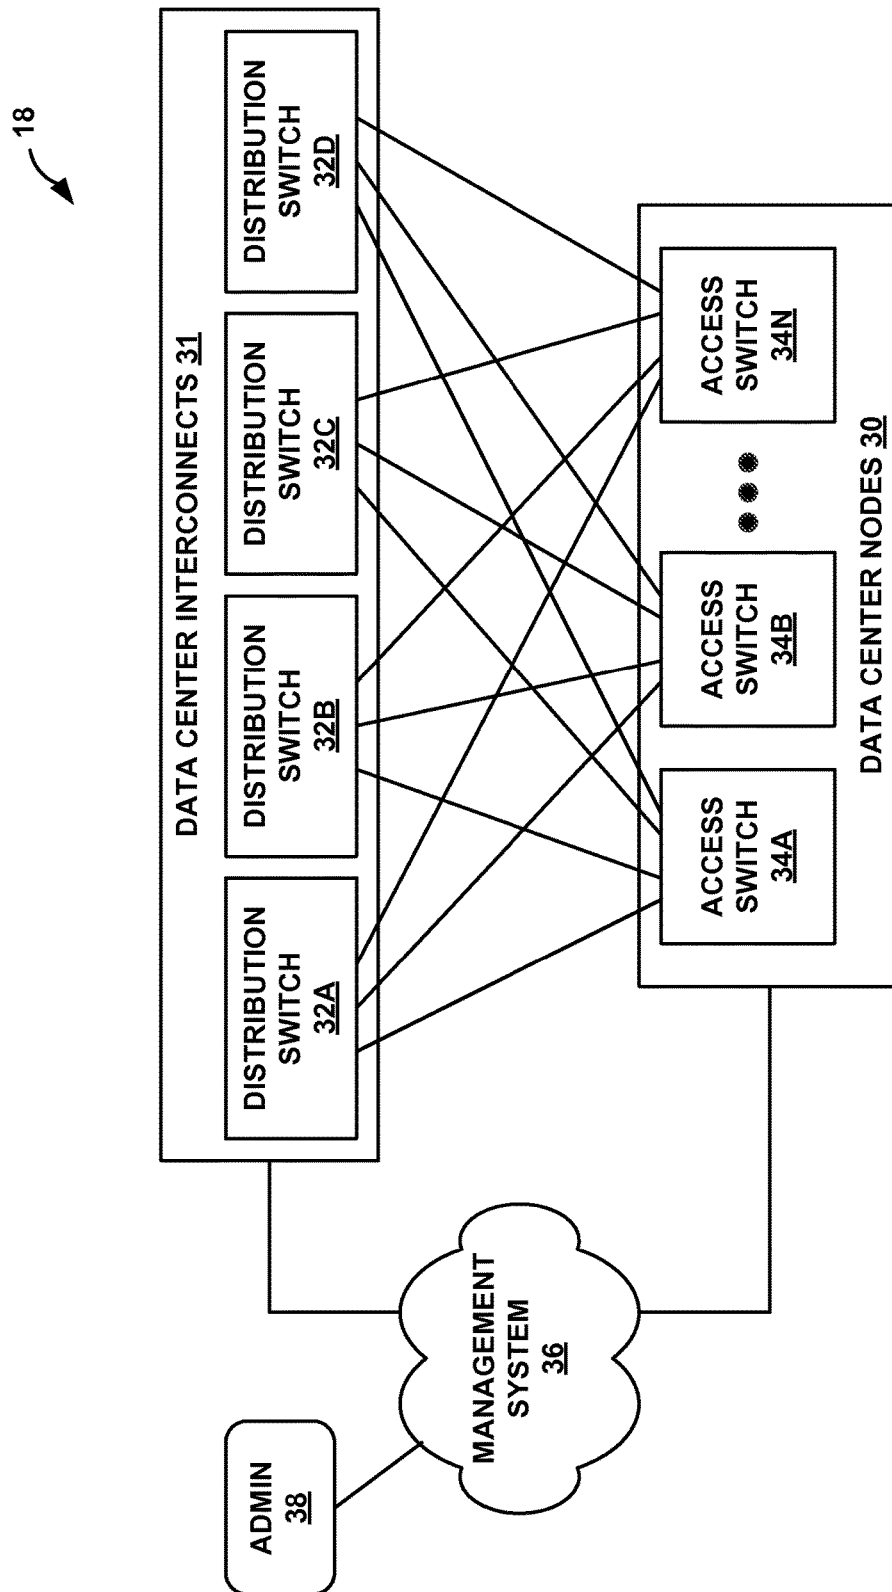 18
DATA CENTER INTERCONNECTS 31
DISTRIBUTION
SWITCH
32A
DISTRIBUTION
SWITCH
32B
DISTRIBUTION
SWITCH
32C
DISTRIBUTION
SWITCH
32D
ADMIN
38
MANAGEMENT
SYSTEM
36
ACCESS
SWITCH
34A
ACCESS
SWITCH
34B
ACCESS
SWITCH
34N
DATA CENTER NODES 30